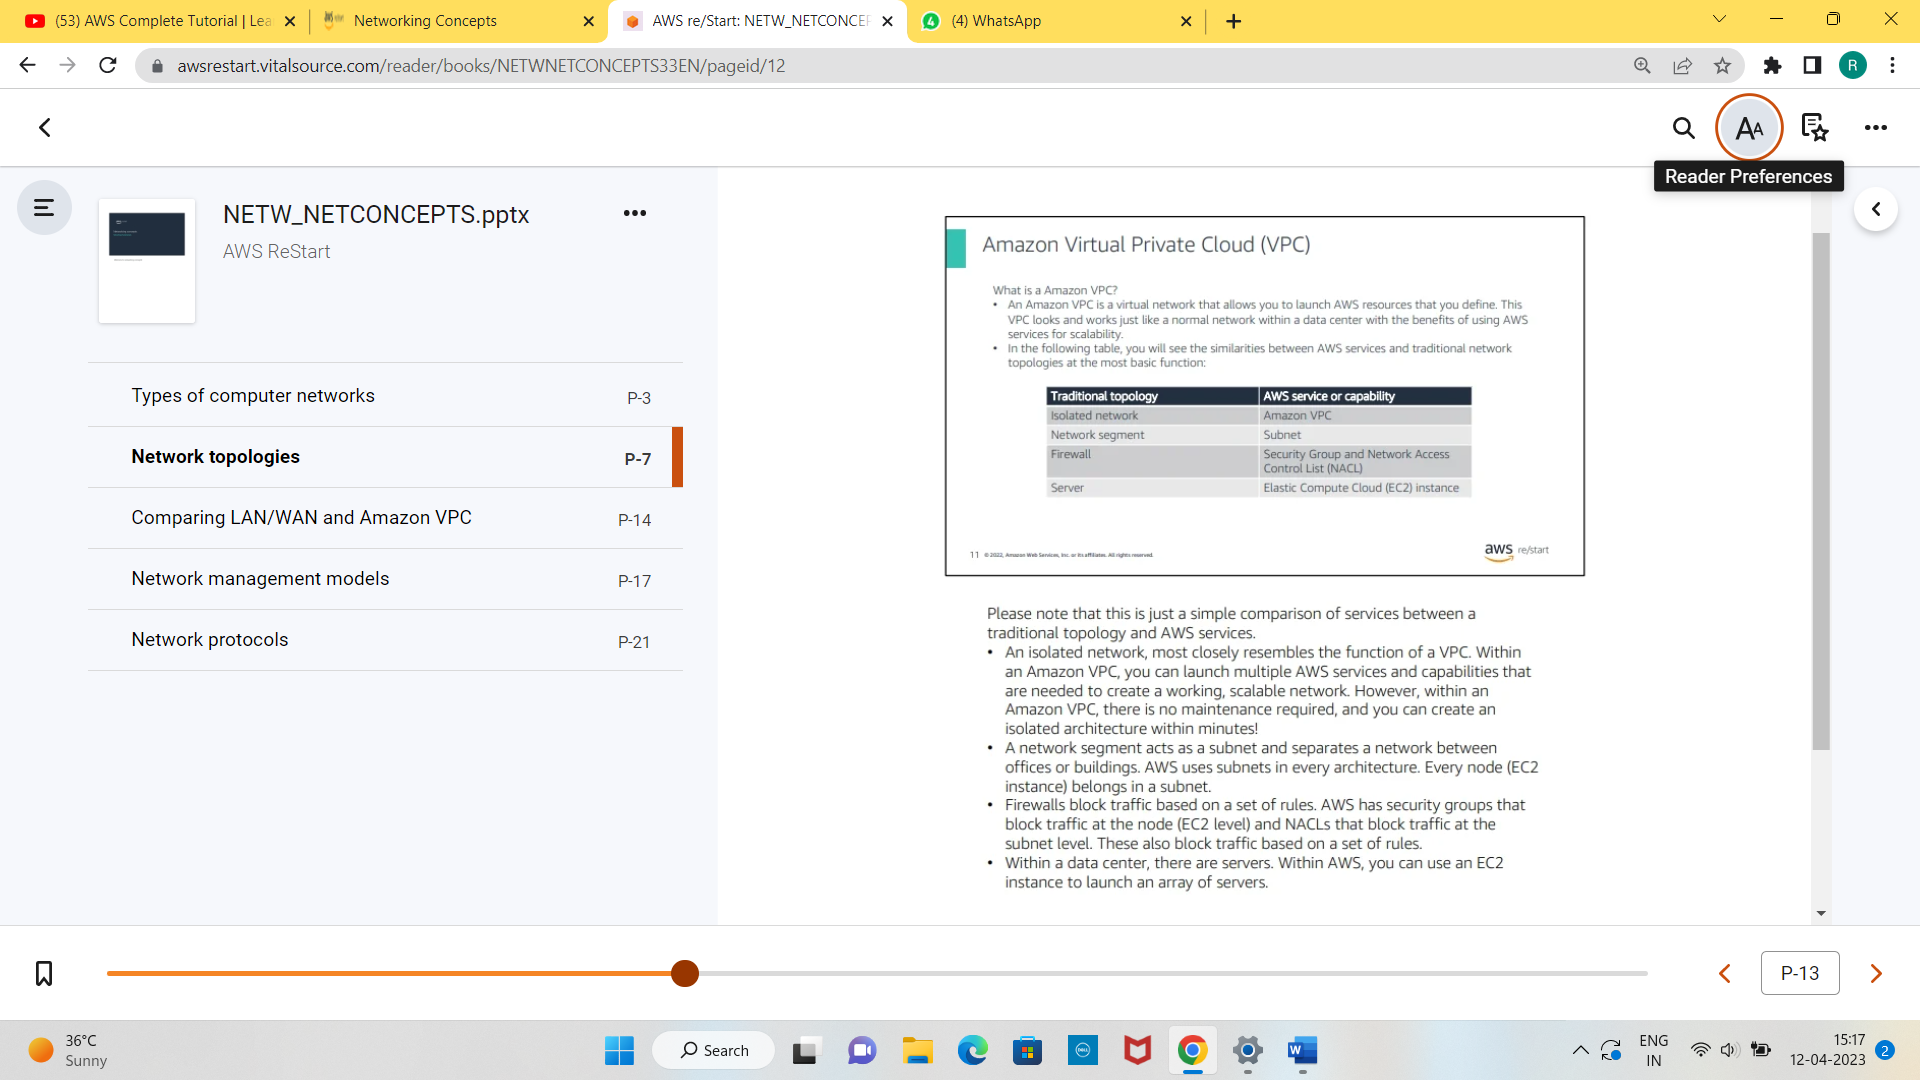 (53) AWS Complete Tutorial | Lea
Networking Concepts
AWS re/Start: NETW_NETCONCEP
4
(4) WhatsApp
awsrestart.vitalsource.com/reader/books/NETWNETCONCEPTS33EN/pageid/12
R
AA
Reader Preferences
NETW_NETCONCEPTS.pptx
AWS ReStart
Types of computer networks P-3
Network topologies P-7
Comparing LAN/WAN and Amazon VPC P-14
Network management models P-17
Network protocols P-21
Amazon Virtual Private Cloud (VPC)
What is a Amazon VPC?
• An Amazon VPC is a virtual network that allows you to launch AWS resources that you define. This
VPC looks and works just like a normal network within a data center with the benefits of using AWS
services for scalability.
• In the following table, you will see the similarities between AWS services and traditional network
topologies at the most basic function:
Traditional topology AWS service or capability
Isolated network Amazon VPC
Network segment Subnet
Firewall Security Group and Network Access
Control List (NACL)
Server Elastic Compute Cloud (EC2) instance
11 © 2022, Amazon Web Services, Inc. or its affiliates. All rights reserved.
aws re/start
Please note that this is just a simple comparison of services between a
traditional topology and AWS services.
• An isolated network, most closely resembles the function of a VPC. Within
an Amazon VPC, you can launch multiple AWS services and capabilities that
are needed to create a working, scalable network. However, within an
Amazon VPC, there is no maintenance required, and you can create an
isolated architecture within minutes!
• A network segment acts as a subnet and separates a network between
offices or buildings. AWS uses subnets in every architecture. Every node (EC2
instance) belongs in a subnet.
• Firewalls block traffic based on a set of rules. AWS has security groups that
block traffic at the node (EC2 level) and NACLs that block traffic at the
subnet level. These also block traffic based on a set of rules.
• Within a data center, there are servers. Within AWS, you can use an EC2
instance to launch an array of servers.
P-13
36°C
Sunny
Search
DELL
W
ENG
IN
15:17
12-04-2023
2